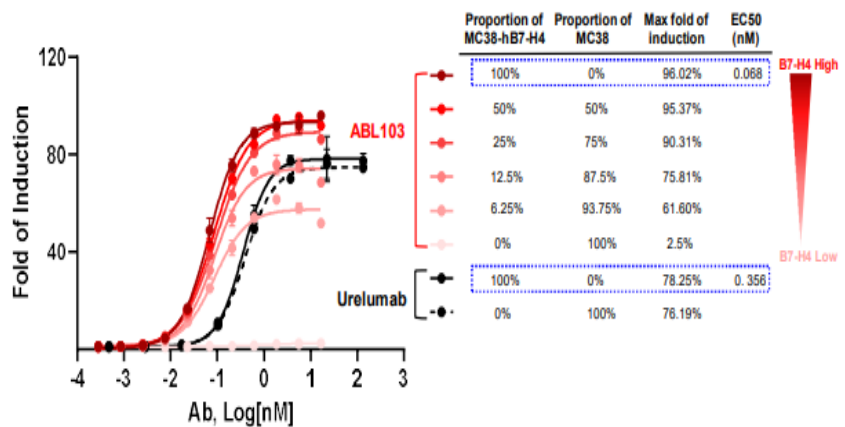 Proportion of MC38-hB7-H4 Proportion of MC38 Max fold of induction EC50 (nM)
B7-H4 High
100% 0% 96.02% 0.068
50% 50% 95.37%
25% 75% 90.31%
12.5% 87.5% 75.81%
6.25% 93.75% 61.60%
0% 100% 2.5%
B7-H4 Low
100% 0% 78.25% 0.356
0% 100% 76.19%
ABL103
Urelumab
Fold of Induction
120
80
40
-4 -3 -2 -1 0 1 2 3
Ab, Log[nM]